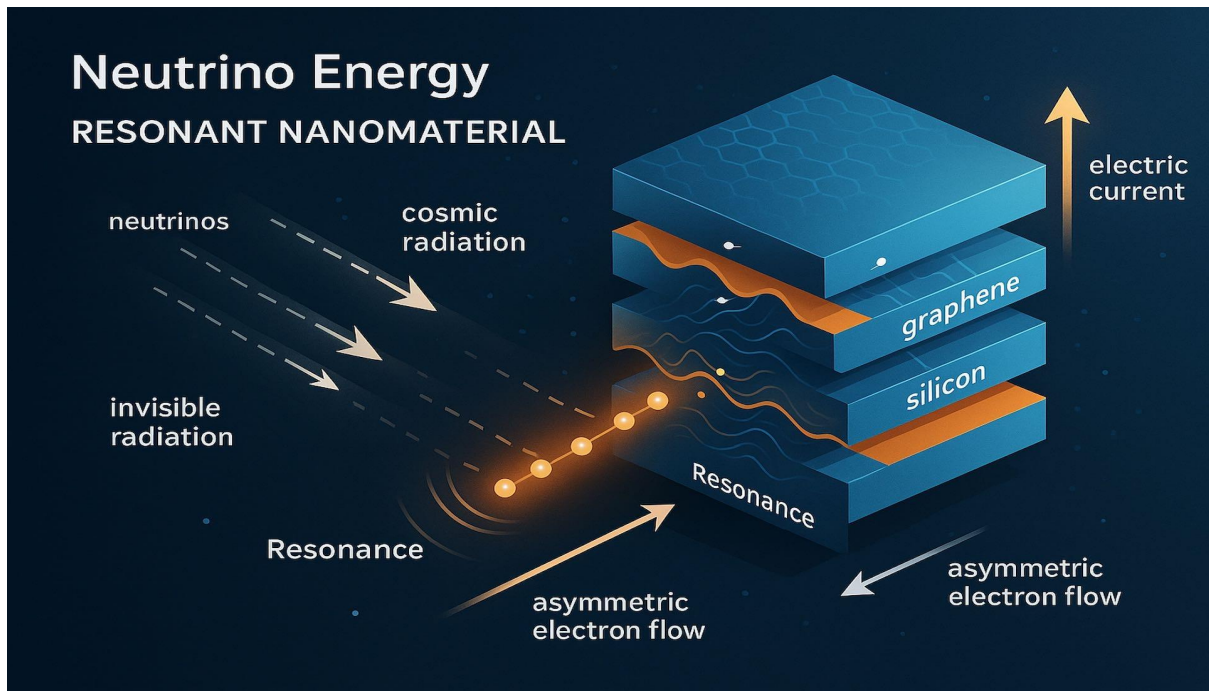 Neutrino Energy
RESONANT NANOMATERIAL
neutrinos
cosmic
radiation
electric
current
graphene
silicon
invisible
radiation
Resonance
Resonance
asymmetric
electron flow
asymmetric
electron flow